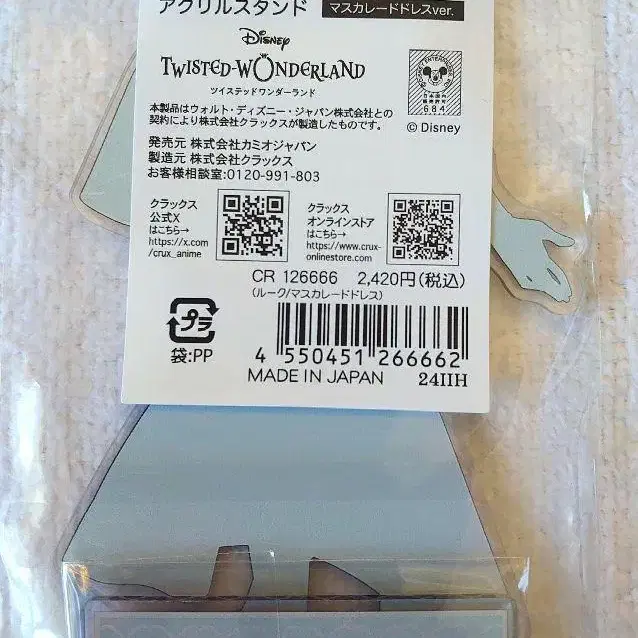 アクリルスタンド マスカレードドレスver.
Disney
TWISTED-WONDERLAND
ツイステッドワンダーランド
本製品はウォルト・ディズニー・ジャパン株式会社との
契約により株式会社クラックスが製造したものです。
発売元 株式会社カミオジャパン
製造元 株式会社クラックス
お客様相談室:0120-991-803
日本国内
販売許可
684
© Disney
クラックス
公式X
はこちら→
https://x.com
/crux_anime
クラックス
オンラインストア
はこちら→
https://www.crux-
onlinestore.com
CR 126666 2,420円(税込)
(ルーク/マスカレードドレス)
プラ
袋:PP
4 550451 266662
MADE IN JAPAN 24IIH